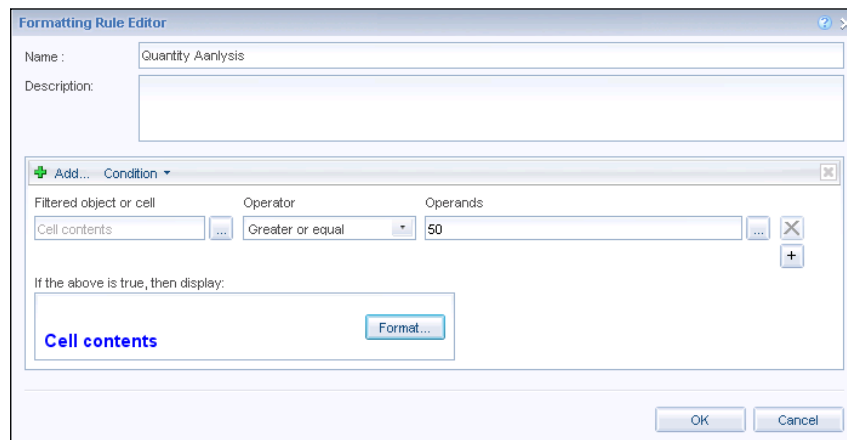 Formatting Rule Editor
Name : Quantity Aanlysis
Description:
Add... Condition
Filtered object or cell Operator Operands
Cell contents ... Greater or equal 50 ...
If the above is true, then display:
Format...
Cell contents
OK Cancel